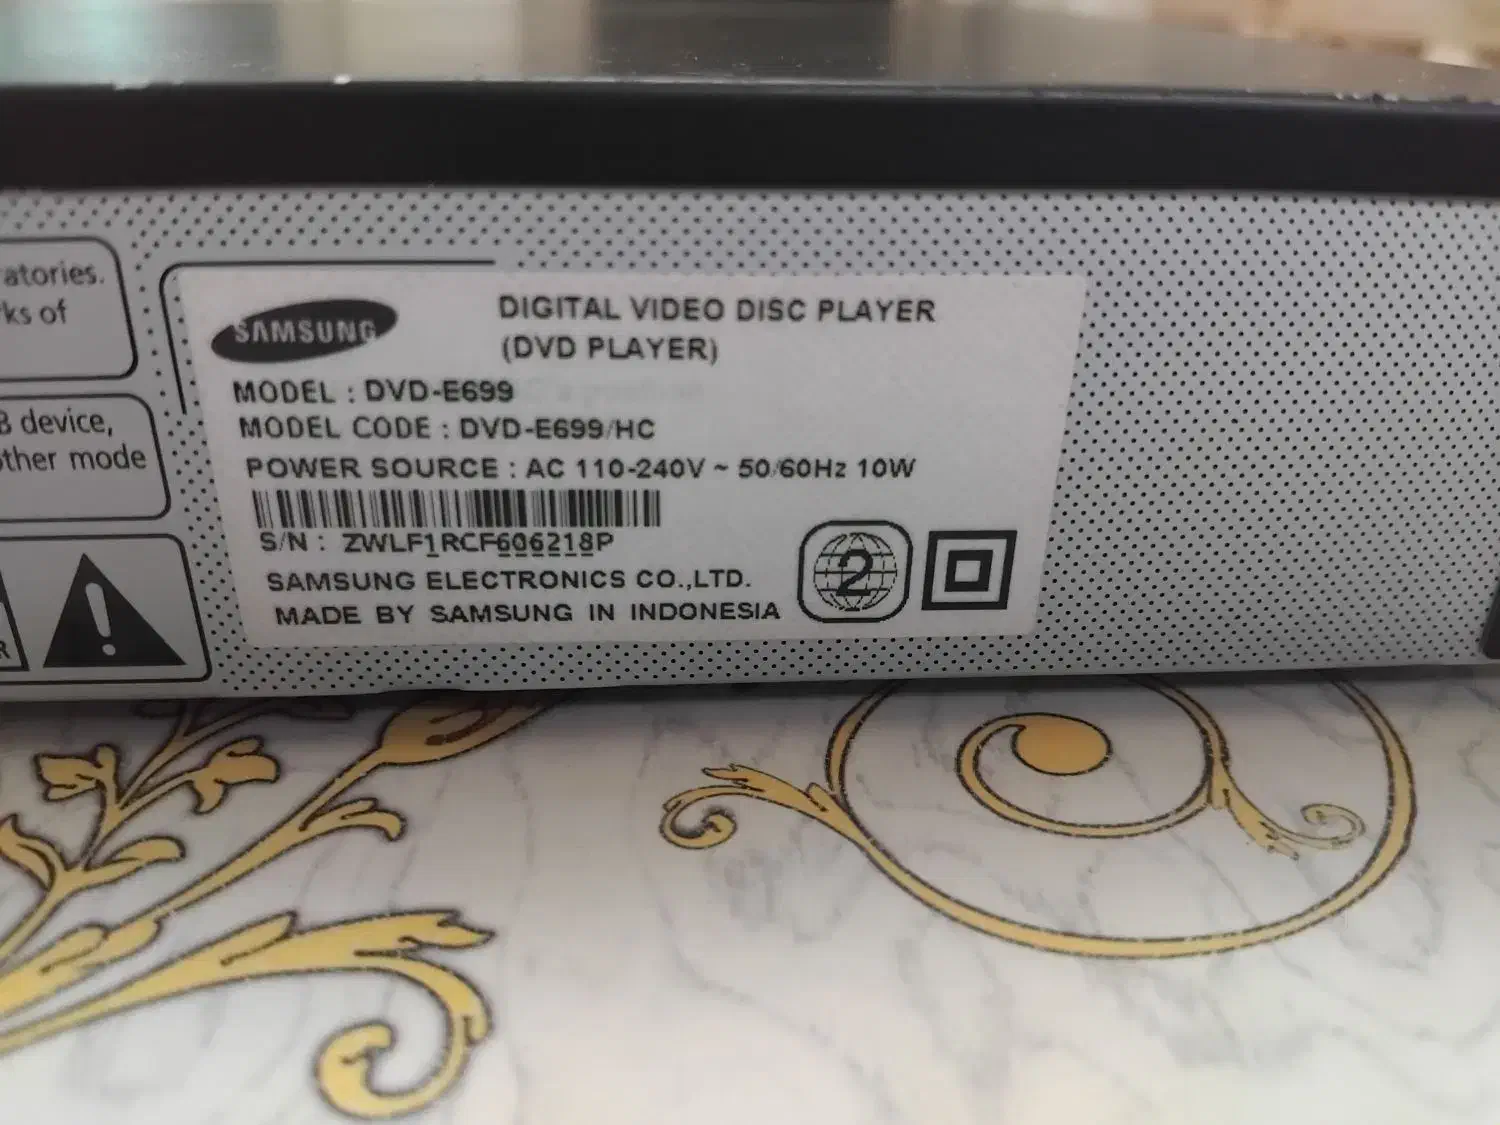 ratories.
ks of
B device,
other mode
R
SAMSUNG
DIGITAL VIDEO DISC PLAYER
(DVD PLAYER)
MODEL : DVD-E699
MODEL CODE : DVD-E699/HC
POWER SOURCE : AC 110-240V ~ 50/60Hz 10W
S/N : ZWLF1RCF606218P
SAMSUNG ELECTRONICS CO.,LTD.
MADE BY SAMSUNG IN INDONESIA
2